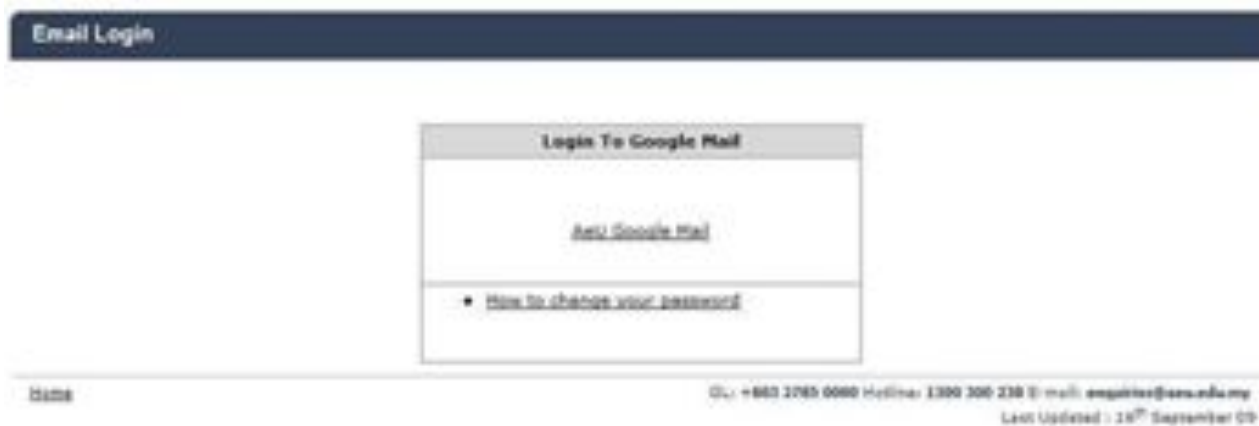 Email Login
Login To Google Mail
AeU Google Mail
• How to change your password
Home
GL: +603 2785 0000 Hotline: 1300 300 238 E-mail: enquiries@aeu.edu.my
Last Updated : 16th September 09